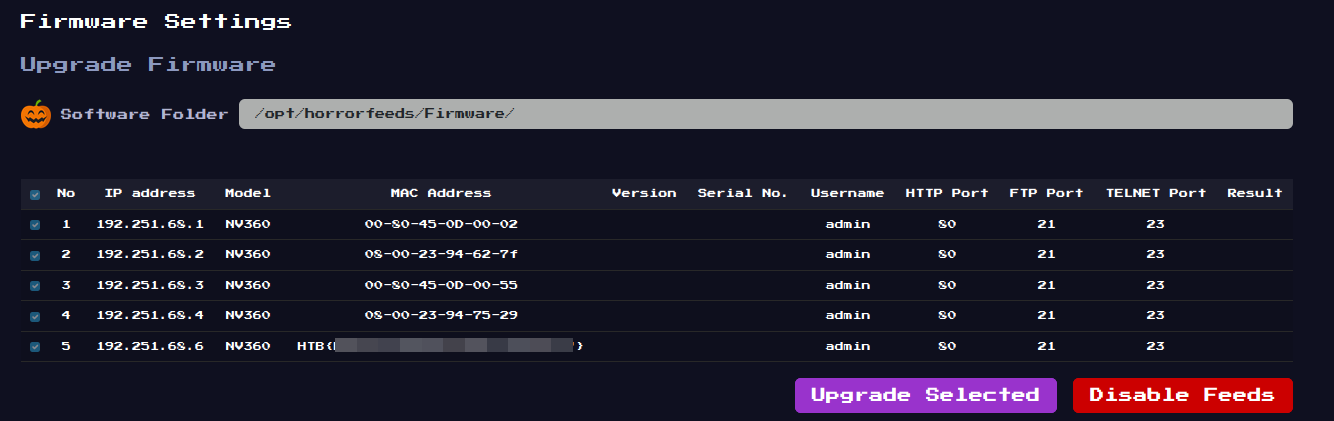 Firmware Settings
Upgrade Firmware
Software Folder /opt/horrorfeeds/Firmware/
No IP address Model MAC Address Version Serial No. Username HTTP Port FTP Port TELNET Port Result
1 192.251.68.1 NV360 00-80-45-0D-00-02 admin 80 21 23
2 192.251.68.2 NV360 08-00-23-94-62-7f admin 80 21 23
3 192.251.68.3 NV360 00-80-45-0D-00-55 admin 80 21 23
4 192.251.68.4 NV360 08-00-23-94-75-29 admin 80 21 23
5 192.251.68.6 NV360 HTB{ } admin 80 21 23
Upgrade Selected Disable Feeds